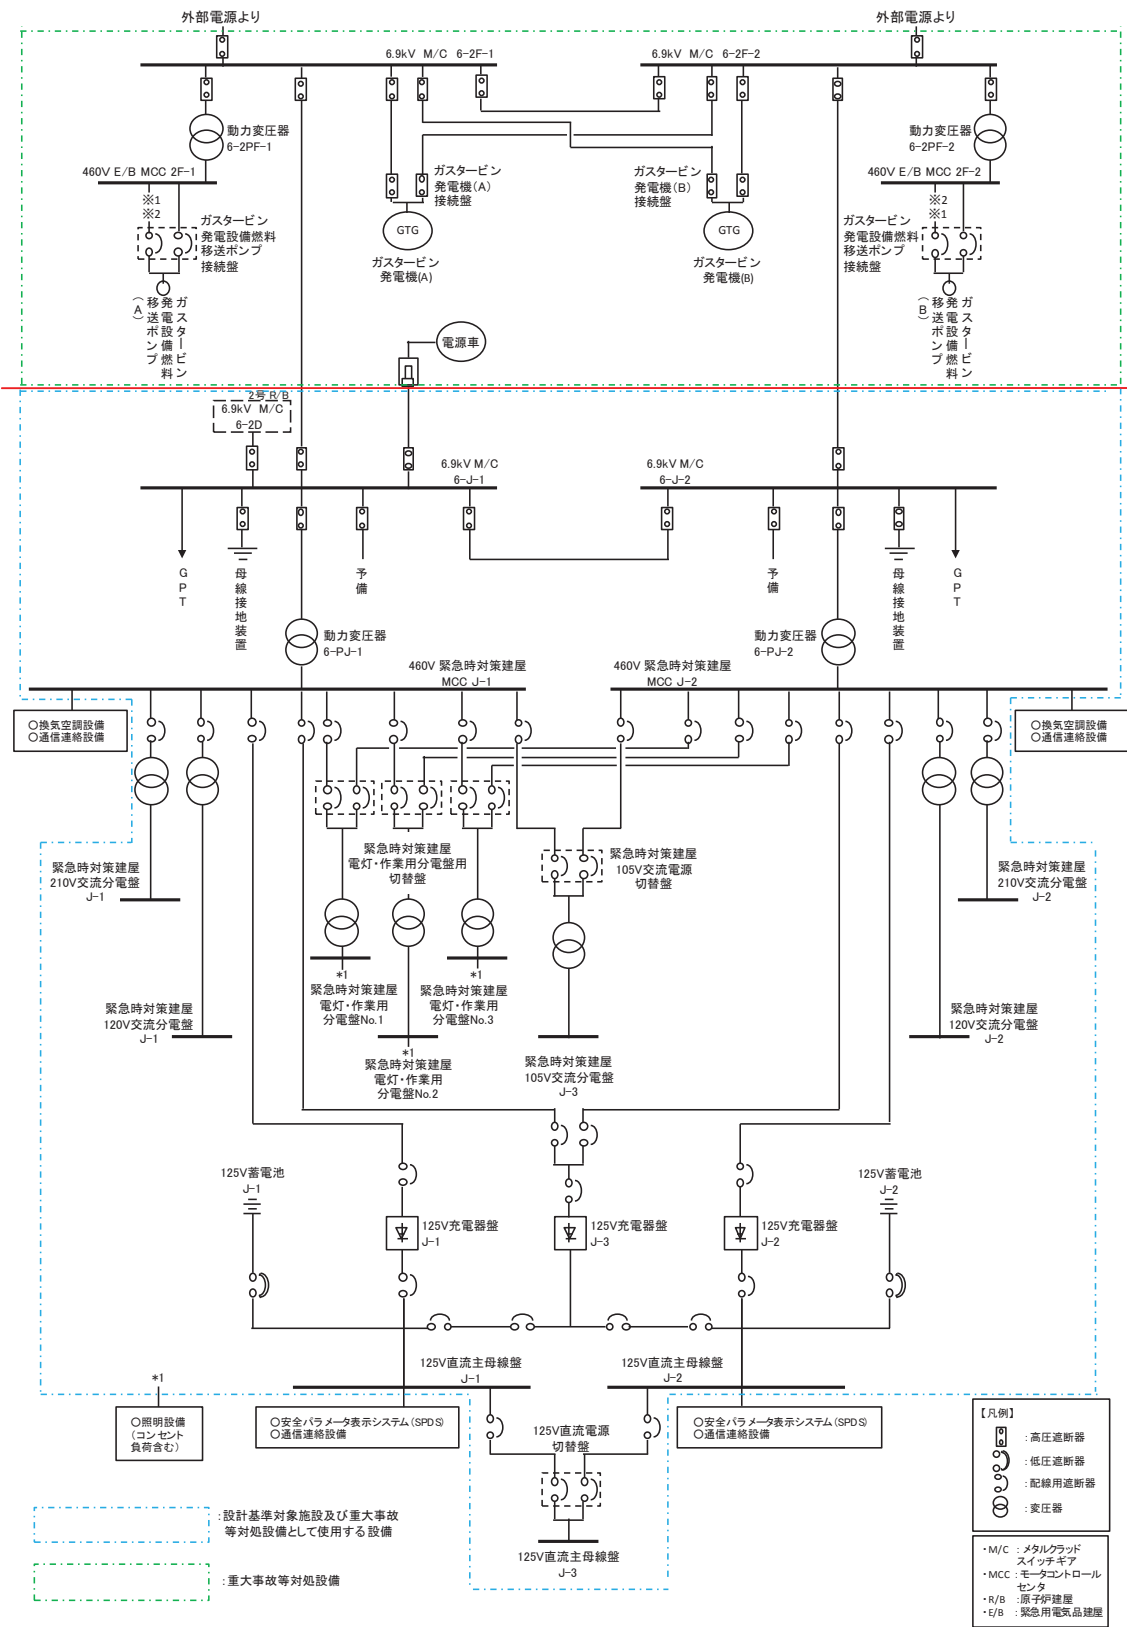 外部電源より
外部電源より
6.9kV M/C 6-2F-1
6.9kV M/C 6-2F-2
動力変圧器
6-2PF-1
動力変圧器
6-2PF-2
460V E/B MCC 2F-1
460V E/B MCC 2F-2
※1
※2
ガスタービン
発電設備燃料
移送ポンプ
接続盤
ガスタービン
発電機(A)
接続盤
ガスタービン
発電機(B)
接続盤
ガスタービン
発電設備燃料
移送ポンプ
接続盤
※2
※1
GTG
GTG
ガスタービン
発電機(A)
ガスタービン
発電機(B)
ガスタービン
発電設備燃料
移送ポンプ
(A)
ガスタービン
発電設備燃料
移送ポンプ
(B)
電源車
2号 R/B
6.9kV M/C
6-2D
6.9kV M/C
6-J-1
6.9kV M/C
6-J-2
GPT
母線接地装置
予備
予備
母線接地装置
GPT
動力変圧器
6-PJ-1
動力変圧器
6-PJ-2
460V 緊急時対策建屋
MCC J-1
460V 緊急時対策建屋
MCC J-2
○換気空調設備
○通信連絡設備
○換気空調設備
○通信連絡設備
緊急時対策建屋
210V交流分電盤
J-1
緊急時対策建屋
電灯・作業用分電盤用
切替盤
緊急時対策建屋
105V交流電源
切替盤
緊急時対策建屋
210V交流分電盤
J-2
*1
緊急時対策建屋
電灯・作業用
分電盤No.1
*1
緊急時対策建屋
電灯・作業用
分電盤No.3
緊急時対策建屋
120V交流分電盤
J-1
緊急時対策建屋
120V交流分電盤
J-2
*1
緊急時対策建屋
電灯・作業用
分電盤No.2
緊急時対策建屋
105V交流分電盤
J-3
125V蓄電池
J-1
125V蓄電池
J-2
125V充電器盤
J-1
125V充電器盤
J-3
125V充電器盤
J-2
125V直流主母線盤
J-1
125V直流主母線盤
J-2
*1
○照明設備
(コンセント
負荷含む)
○安全パラメータ表示システム(SPDS)
○通信連絡設備
125V直流電源
切替盤
○安全パラメータ表示システム(SPDS)
○通信連絡設備
125V直流主母線盤
J-3
【凡例】
:高圧遮断器
:低圧遮断器
:配線用遮断器
:変圧器
:設計基準対象施設及び重大事故
等対処設備として使用する設備
:重大事故等対処設備
・M/C :メタルクラッド
スイッチギア
・MCC :モータコントロール
センタ
・R/B :原子炉建屋
・E/B :緊急用電気品建屋